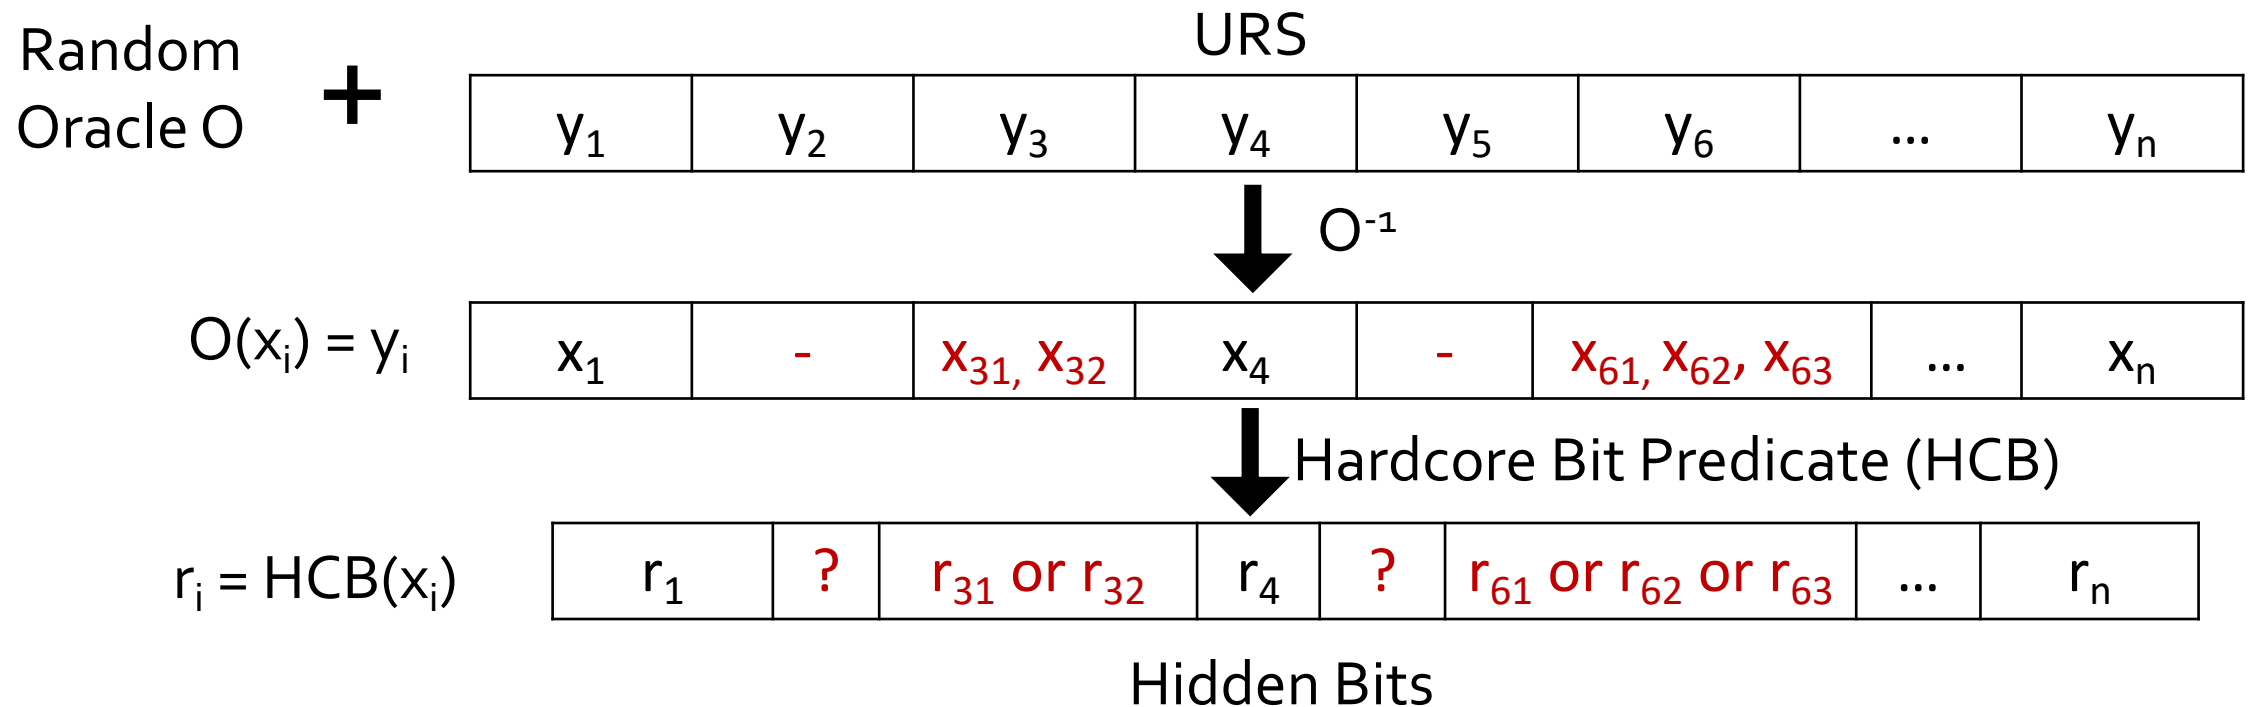 Random
Oracle O
+
URS
y₁ y₂ y₃ y₄ y₅ y₆ ... yₙ
O⁻¹
O(xᵢ) = yᵢ
x₁ - x₃₁, x₃₂ x₄ - x₆₁, x₆₂, x₆₃ ... xₙ
Hardcore Bit Predicate (HCB)
rᵢ = HCB(xᵢ)
r₁ ? r₃₁ or r₃₂ r₄ ? r₆₁ or r₆₂ or r₆₃ ... rₙ
Hidden Bits